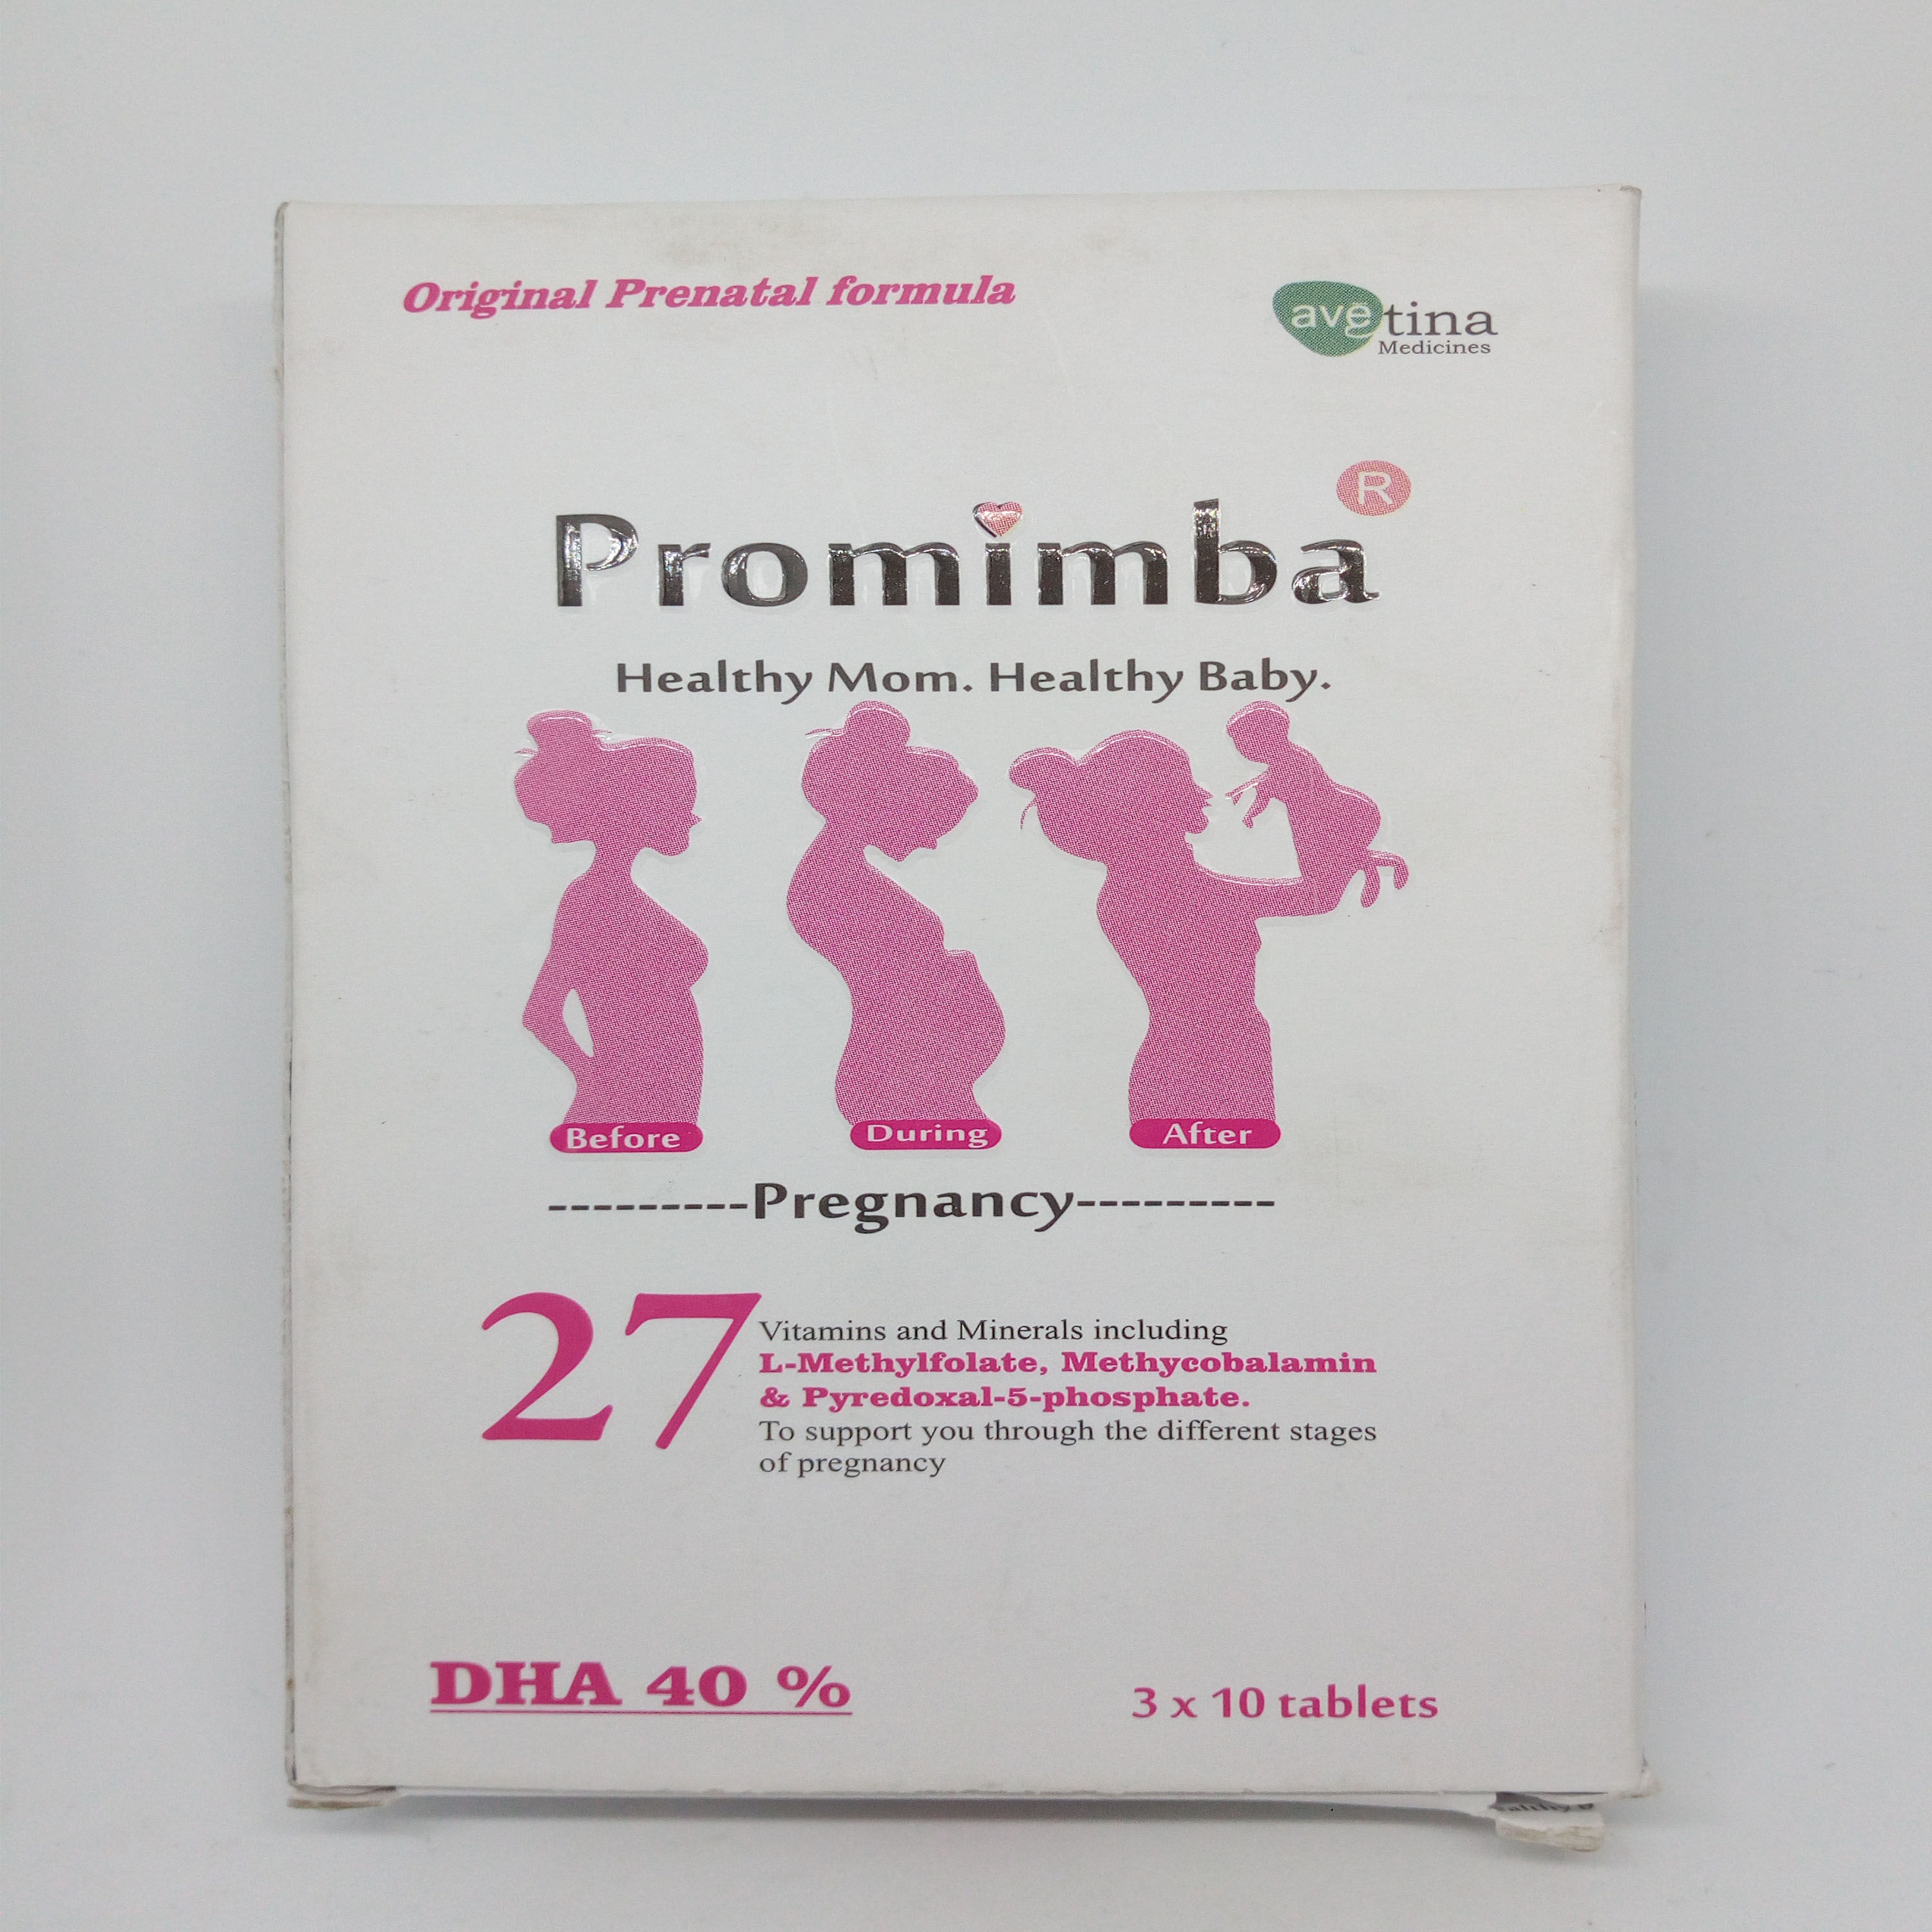 Original Prenatal formula
avetina
Medicines
Promimba ®
Healthy Mom. Healthy Baby.
Before During After
---------Pregnancy---------
27
Vitamins and Minerals including
L-Methylfolate, Methycobalamin
& Pyredoxal-5-phosphate.
To support you through the different stages
of pregnancy
DHA 40 %
3 x 10 tablets